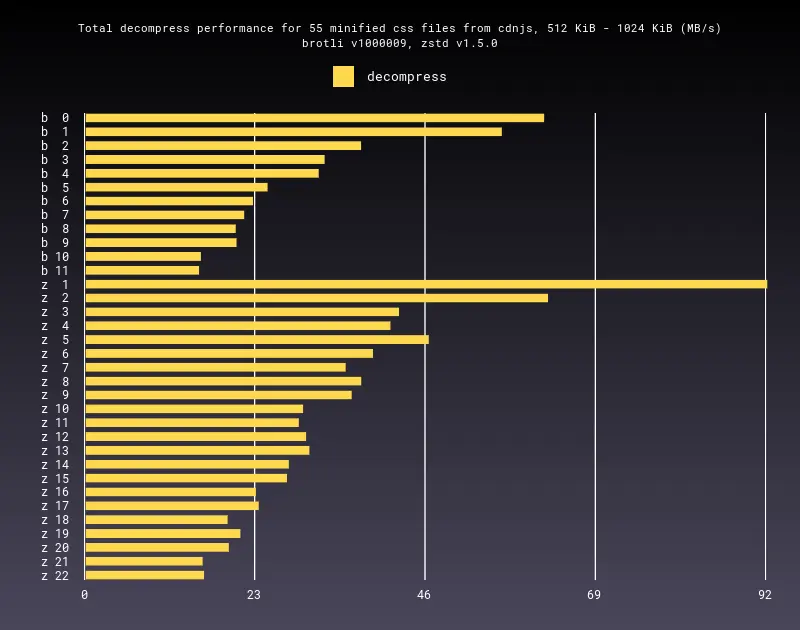 Total decompress performance for 55 minified css files from cdnjs, 512 KiB - 1024 KiB (MB/s)
brotli v1000009, zstd v1.5.0
decompress
b 0
b 1
b 2
b 3
b 4
b 5
b 6
b 7
b 8
b 9
b 10
b 11
z 1
z 2
z 3
z 4
z 5
z 6
z 7
z 8
z 9
z 10
z 11
z 12
z 13
z 14
z 15
z 16
z 17
z 18
z 19
z 20
z 21
z 22
0 23 46 69 92